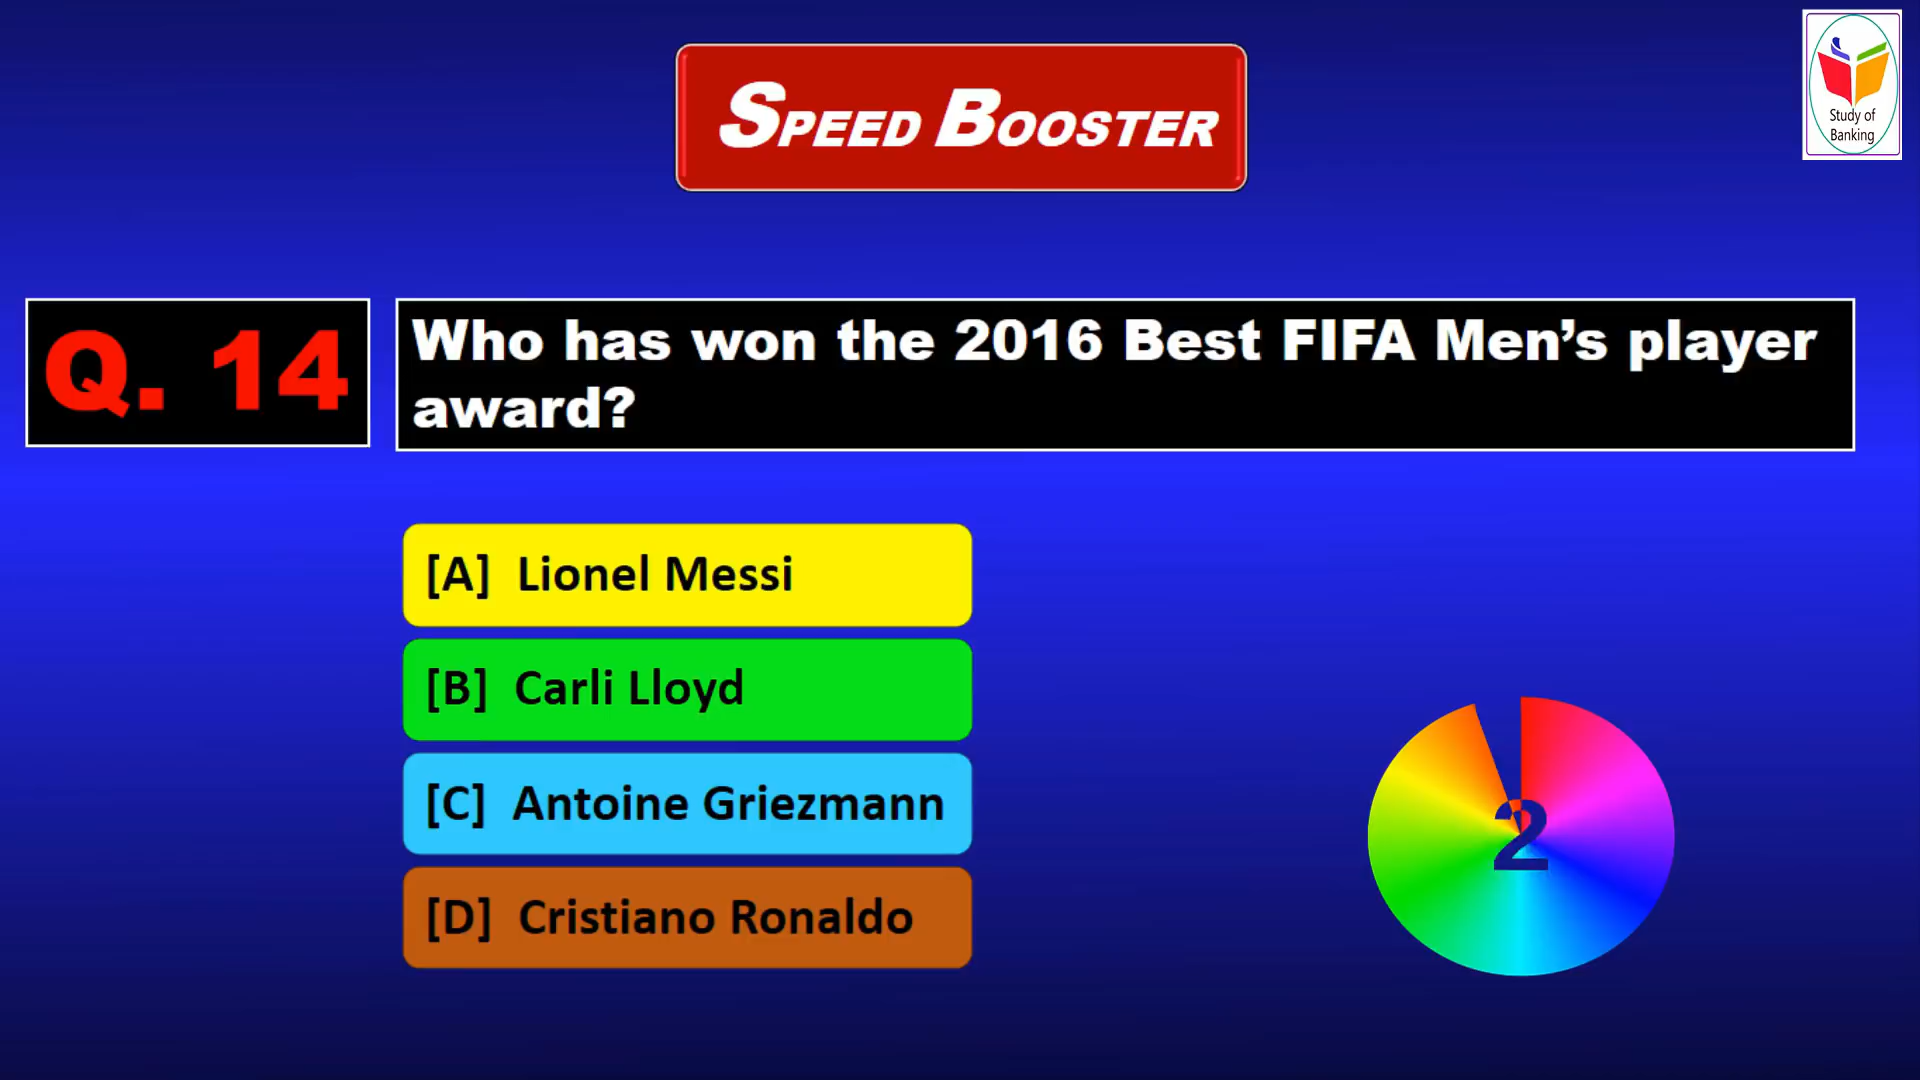 Study of
Banking
SPEED BOOSTER
Q. 14
Who has won the 2016 Best FIFA Men’s player
award?
[A] Lionel Messi
[B] Carli Lloyd
[C] Antoine Griezmann
[D] Cristiano Ronaldo
2